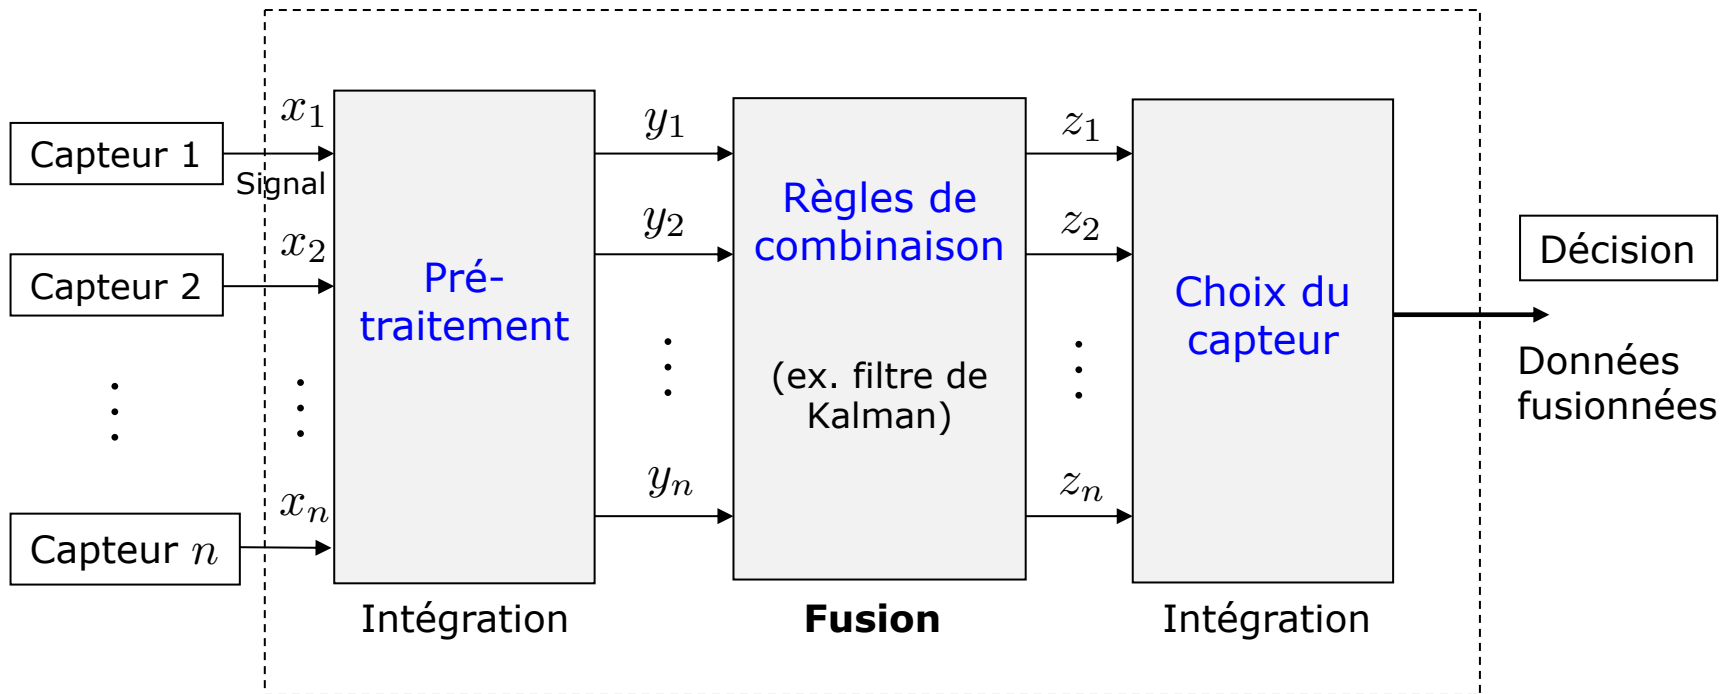 Capteur 1
x₁
Signal
Capteur 2
x₂
Capteur n
xₙ
Pré-
traitement
Intégration
y₁
y₂
yₙ
Règles de
combinaison
(ex. filtre de
Kalman)
Fusion
z₁
z₂
zₙ
Choix du
capteur
Intégration
Décision
Données
fusionnées